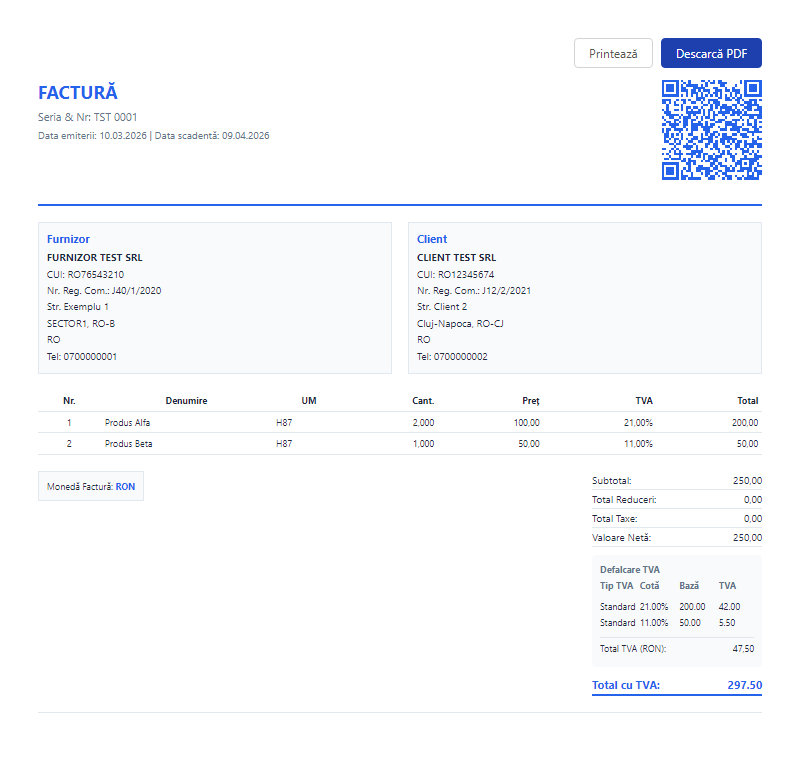 Printează
Descarcă PDF
FACTURĂ
Seria & Nr: TST 0001
Data emiterii: 10.03.2026 | Data scadentă: 09.04.2026
Furnizor
FURNIZOR TEST SRL
CUI: RO76543210
Nr. Reg. Com.: J40/1/2020
Str. Exemplu 1
SECTOR1, RO-B
RO
Tel: 0700000001
Client
CLIENT TEST SRL
CUI: RO12345674
Nr. Reg. Com.: J12/2/2021
Str. Client 2
Cluj-Napoca, RO-CJ
RO
Tel: 0700000002
Nr. Denumire UM Cant. Preț TVA Total
1 Produs Alfa H87 2,000 100,00 21,00% 200,00
2 Produs Beta H87 1,000 50,00 11,00% 50,00
Monedă Factură: RON
Subtotal: 250,00
Total Reduceri: 0,00
Total Taxe: 0,00
Valoare Netă: 250,00
Defalcare TVA
Tip TVA Cotă Bază TVA
Standard 21.00% 200.00 42.00
Standard 11.00% 50.00 5.50
Total TVA (RON): 47,50
Total cu TVA: 297.50